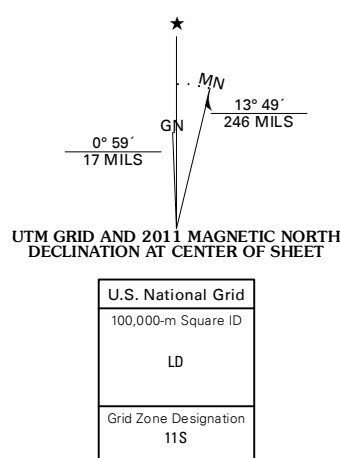 MN
13° 49´
246 MILS
GN
0° 59´
17 MILS
UTM GRID AND 2011 MAGNETIC NORTH
DECLINATION AT CENTER OF SHEET
U.S. National Grid
100,000-m Square ID
LD
Grid Zone Designation
11S